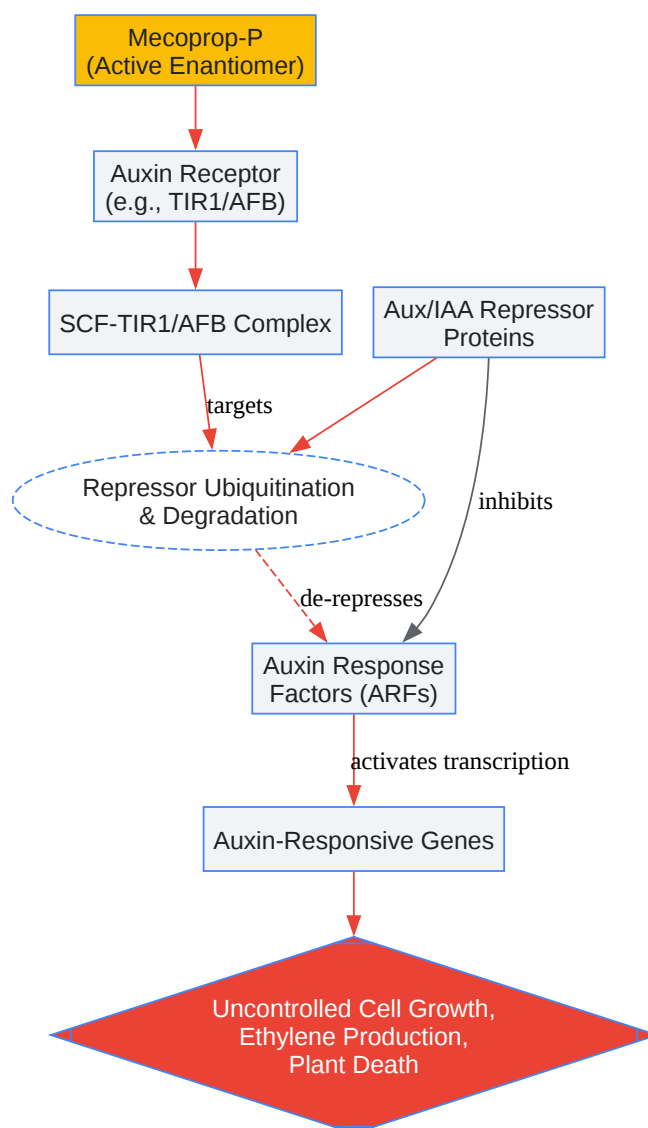 Mecoprop-P
(Active Enantiomer)
Auxin Receptor
(e.g., TIR1/AFB)
SCF-TIR1/AFB Complex
Aux/IAA Repressor
Proteins
targets
Repressor Ubiquitination
& Degradation
inhibits
de-represses
Auxin Response
Factors (ARFs)
activates transcription
Auxin-Responsive Genes
Uncontrolled Cell Growth,
Ethylene Production,
Plant Death